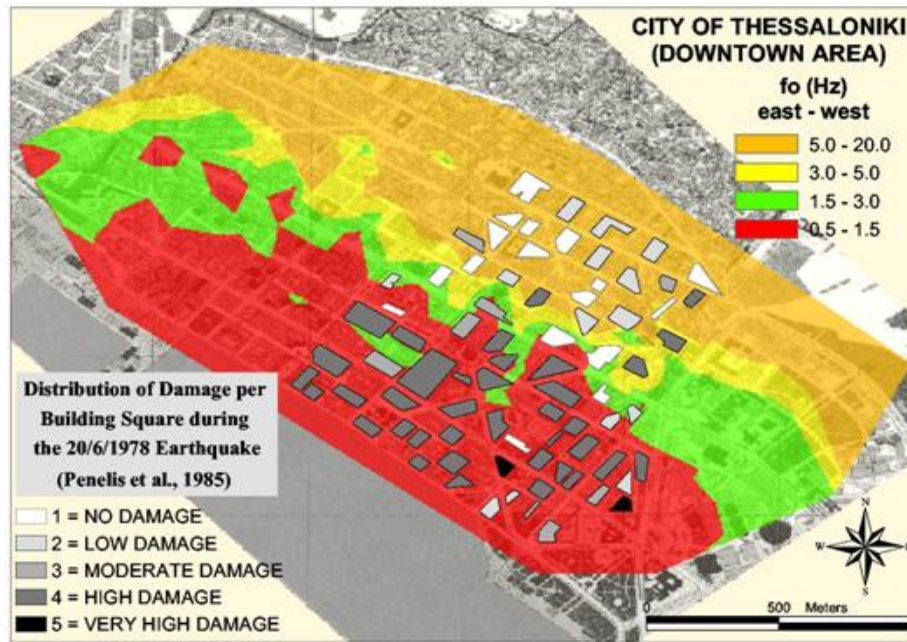 CITY OF THESSALONIKI
(DOWNTOWN AREA)
fo (Hz)
east - west
5.0 - 20.0
3.0 - 5.0
1.5 - 3.0
0.5 - 1.5
Distribution of Damage per
Building Square during
the 20/6/1978 Earthquake
(Penelis et al., 1985)
1 = NO DAMAGE
2 = LOW DAMAGE
3 = MODERATE DAMAGE
4 = HIGH DAMAGE
5 = VERY HIGH DAMAGE
N
W
S
0 500 Meters